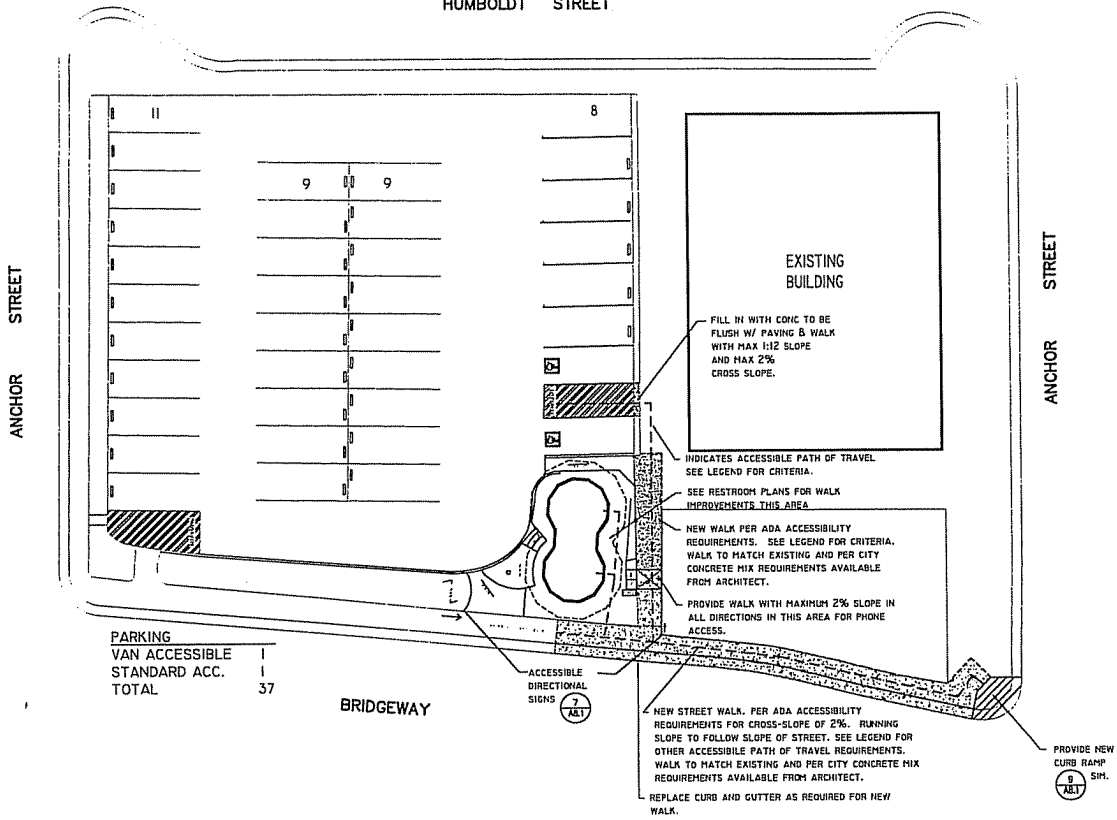 HUMBOLDT STREET
11
8
9
9
ANCHOR STREET
EXISTING
BUILDING
ANCHOR STREET
FILL IN WITH CONC TO BE
FLUSH W/ PAVING & WALK
WITH MAX 1:12 SLOPE
AND MAX 2%
CROSS SLOPE.
INDICATES ACCESSIBLE PATH OF TRAVEL
SEE LEGEND FOR CRITERIA.
SEE RESTROOM PLANS FOR WALK
IMPROVEMENTS THIS AREA
NEW WALK PER ADA ACCESSIBILITY
REQUIREMENTS. SEE LEGEND FOR CRITERIA.
WALK TO MATCH EXISTING AND PER CITY
CONCRETE MIX REQUIREMENTS AVAILABLE
FROM ARCHITECT.
PROVIDE WALK WITH MAXIMUM 2% SLOPE IN
ALL DIRECTIONS IN THIS AREA FOR PHONE
ACCESS.
PARKING
VAN ACCESSIBLE 1
STANDARD ACC. 1
TOTAL 37
BRIDGEWAY
ACCESSIBLE
DIRECTIONAL
SIGNS
7
A8.1
NEW STREET WALK. PER ADA ACCESSIBILITY
REQUIREMENTS FOR CROSS-SLOPE OF 2%. RUNNING
SLOPE TO FOLLOW SLOPE OF STREET. SEE LEGEND FOR
OTHER ACCESSIBILE PATH OF TRAVEL REQUIREMENTS.
WALK TO MATCH EXISTING AND PER CITY CONCRETE MIX
REQUIREMENTS AVAILABLE FROM ARCHITECT.
REPLACE CURB AND GUTTER AS REQUIRED FOR NEW
WALK.
PROVIDE NEW
CURB RAMP
9
A8.1
SIM.